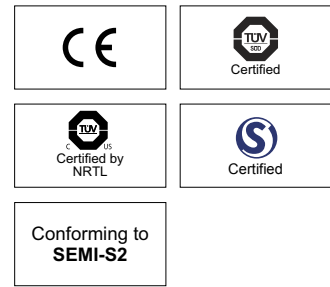 CE
TÜV
SÜD
Certified
TÜV
C US
Certified by
NRTL
S
Certified
Conforming to
SEMI-S2